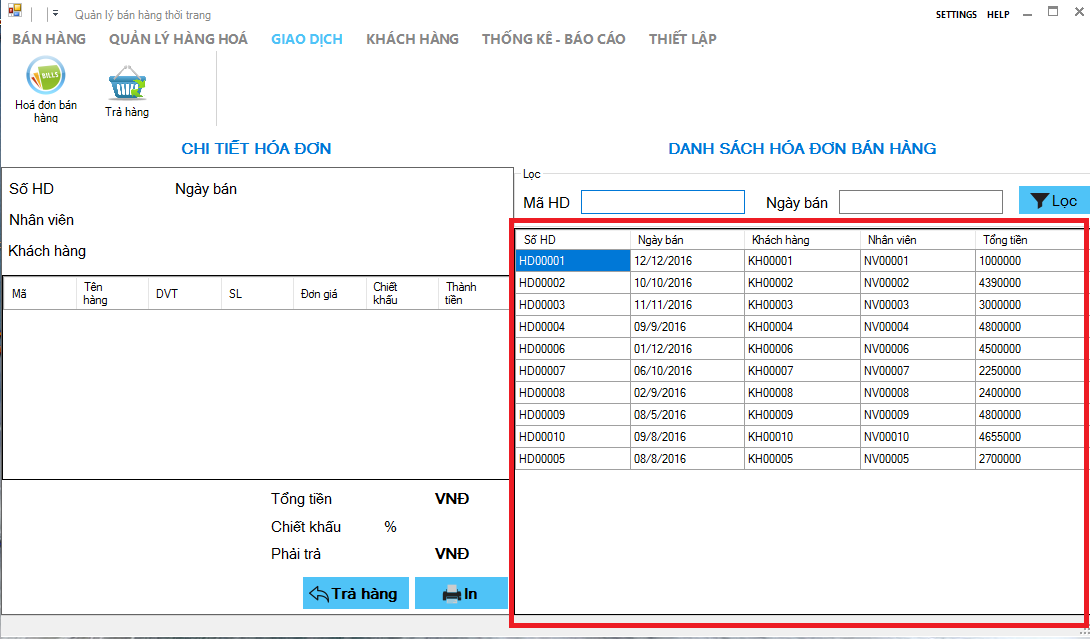 Quản lý bán hàng thời trang
SETTINGS HELP
BÁN HÀNG QUẢN LÝ HÀNG HOÁ GIAO DỊCH KHÁCH HÀNG THỐNG KÊ - BÁO CÁO THIẾT LẬP
BILLS
Hoá đơn bán
hàng
Trả hàng
CHI TIẾT HÓA ĐƠN
Số HD Ngày bán
Nhân viên
Khách hàng
Mã Tên hàng DVT SL Đơn giá Chiết khấu Thành tiền
Tổng tiền VNĐ
Chiết khấu %
Phải trả VNĐ
Trả hàng In
DANH SÁCH HÓA ĐƠN BÁN HÀNG
Lọc
Mã HD Ngày bán Lọc
Số HD Ngày bán Khách hàng Nhân viên Tổng tiền
HD00001 12/12/2016 KH00001 NV00001 1000000
HD00002 10/10/2016 KH00002 NV00002 4390000
HD00003 11/11/2016 KH00003 NV00003 3000000
HD00004 09/9/2016 KH00004 NV00004 4800000
HD00006 01/12/2016 KH00006 NV00006 4500000
HD00007 06/10/2016 KH00007 NV00007 2250000
HD00008 02/9/2016 KH00008 NV00008 2400000
HD00009 08/5/2016 KH00009 NV00009 4800000
HD00010 09/8/2016 KH00010 NV00010 4655000
HD00005 08/8/2016 KH00005 NV00005 2700000